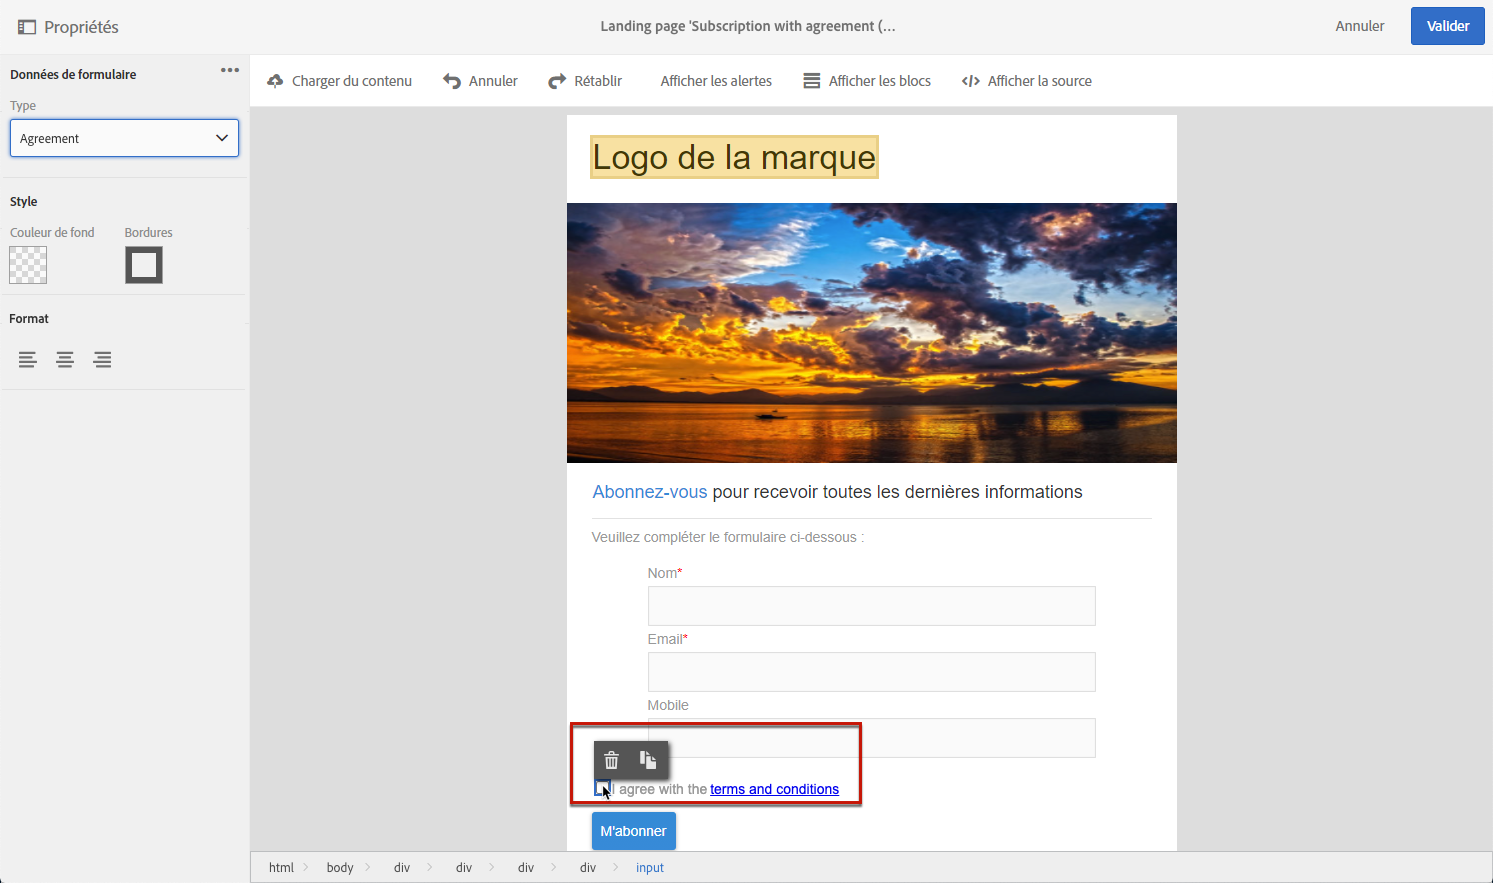 Propriétés
Landing page 'Subscription with agreement (...
Annuler
Valider
Données de formulaire
Type
Agreement
Style
Couleur de fond
Bordures
Format
Charger du contenu
Annuler
Rétablir
Afficher les alertes
Afficher les blocs
Afficher la source
Logo de la marque
Abonnez-vous pour recevoir toutes les dernières informations
Veuillez compléter le formulaire ci-dessous :
Nom*
Email*
Mobile
I agree with the terms and conditions
M'abonner
html
body
div
div
div
div
input